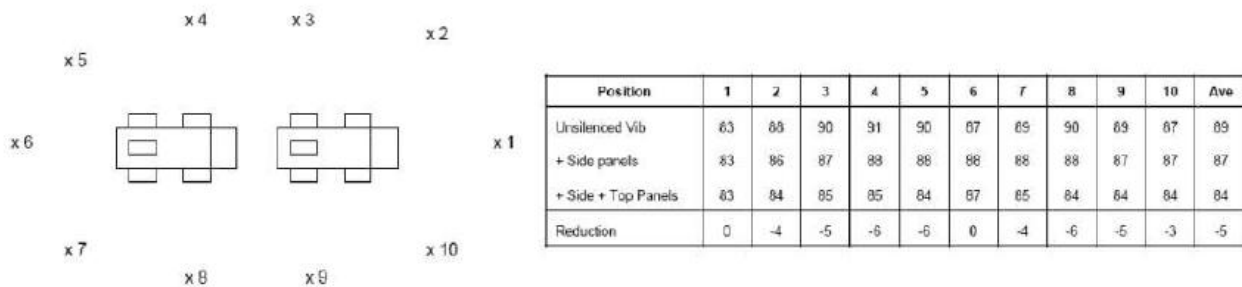 x 4
x 3
x 2
x 5
x 6
x 1
x 7
x 10
x 8
x 9
Position 1 2 3 4 5 6 7 8 9 10 Ave
Unsilenced Vib 83 88 90 91 90 87 89 90 89 87 89
+ Side panels 83 86 87 88 88 88 88 88 87 87 87
+ Side + Top Panels 83 84 85 85 84 87 85 84 84 84 84
Reduction 0 -4 -5 -6 -6 0 -4 -6 -5 -3 -5